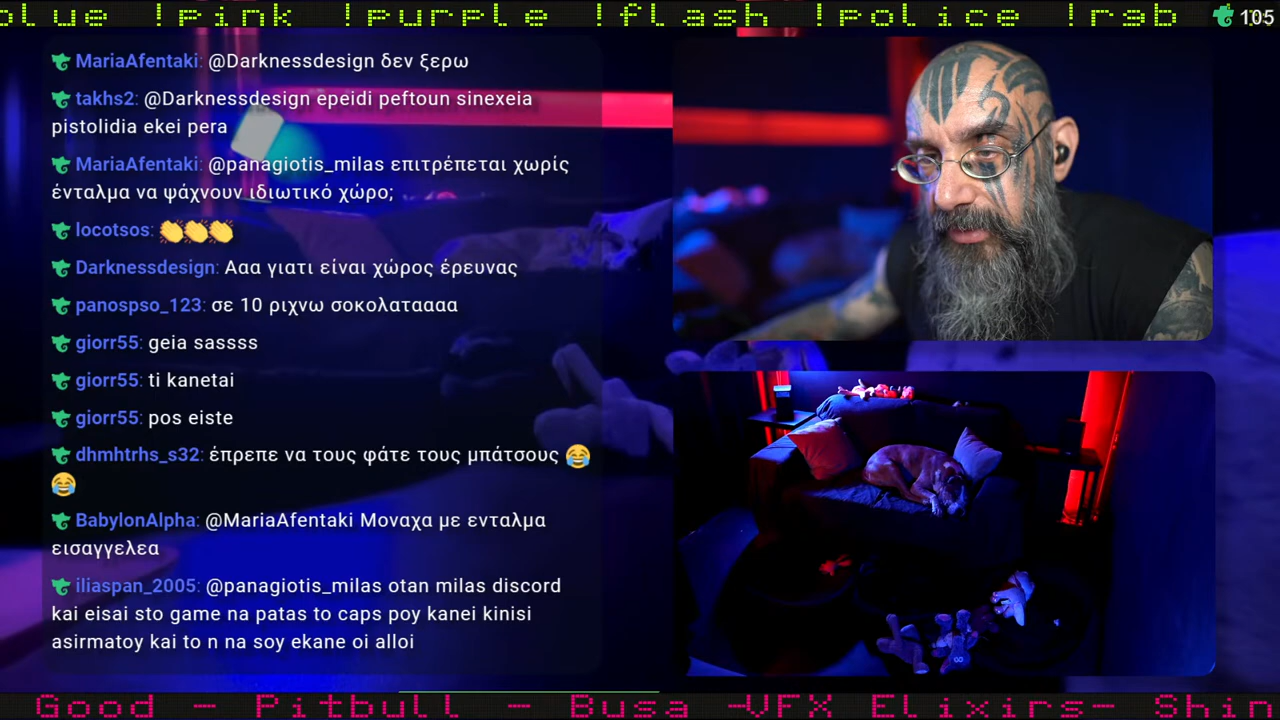 blue !pink !purple !flash !police !rgb
105
MariaAfentaki: @Darknessdesign δεν ξερω
takhs2: @Darknessdesign epeidi peftoun sinexeia
pistolidia ekei pera
MariaAfentaki: @panagiotis_milas επιτρέπεται χωρίς
ένταλμα να ψάχνουν ιδιωτικό χώρο;
locotsos: 👏👏👏
Darknessdesign: Ααα γιατι είναι χώρος έρευνας
panospso_123: σε 10 ριχνω σοκολαταααα
giorr55: geia sassss
giorr55: ti kanetai
giorr55: pos eiste
dhmhtrhs_s32: έπρεπε να τους φάτε τους μπάτσους 😂
😂
BabylonAlpha: @MariaAfentaki Μοναχα με ενταλμα
εισαγγελεα
iliaspan_2005: @panagiotis_milas otan milas discord
kai eisai sto game na patas to caps poy kanei kinisi
asirmatoy kai to n na soy ekane oi alloi
Good - Pitbull - Busa -VFX Elixirs- Shin